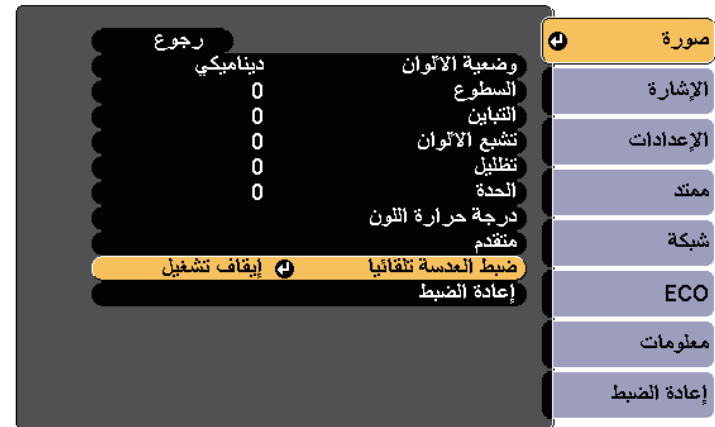 صورة
الإشارة
الإعدادات
ممتد
شبكة
ECO
معلومات
إعادة الضبط
رجوع
وضعية الألوان ديناميكي
السطوع 0
التباين 0
تشبع الألوان 0
تظليل 0
الحدة 0
درجة حرارة اللون
متقدم
ضبط العدسة تلقائيا إيقاف تشغيل
إعادة الضبط